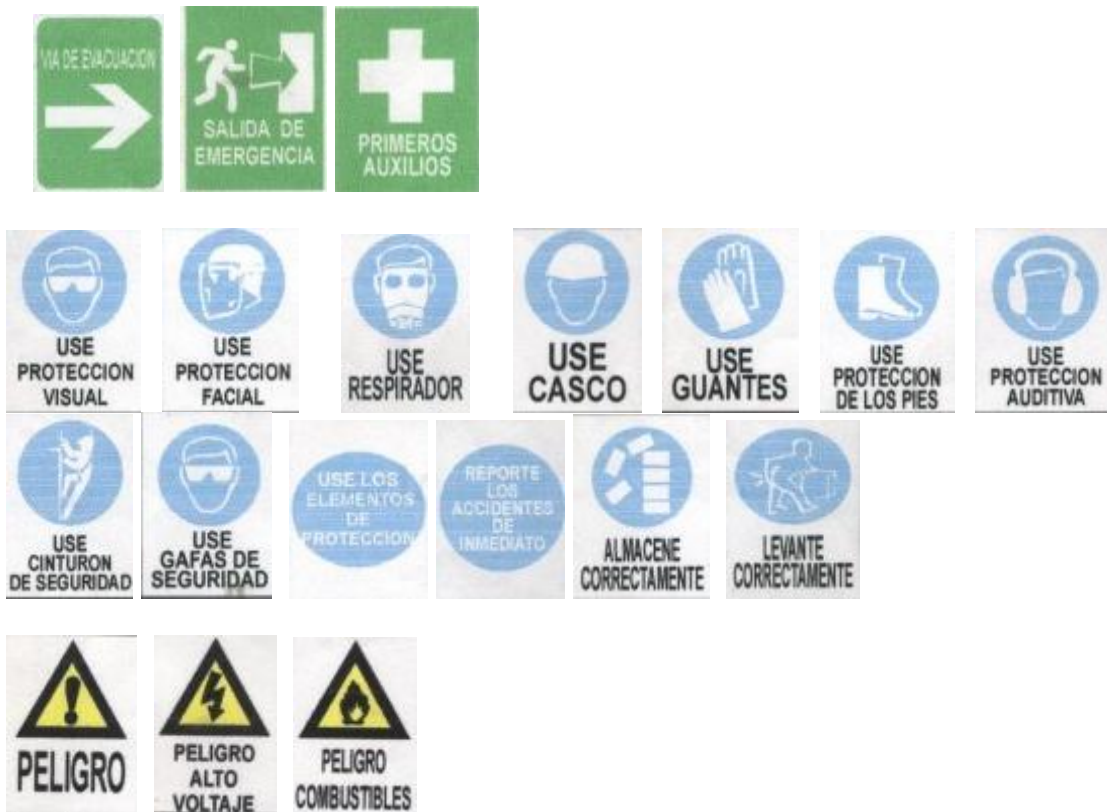 VIA DE EVACUACION
SALIDA DE
EMERGENCIA
PRIMEROS
AUXILIOS
USE
PROTECCION
VISUAL
USE
PROTECCION
FACIAL
USE
RESPIRADOR
USE
CASCO
USE
GUANTES
USE
PROTECCION
DE LOS PIES
USE
PROTECCION
AUDITIVA
USE
CINTURON
DE SEGURIDAD
USE
GAFAS DE
SEGURIDAD
USE LOS
ELEMENTOS
DE
PROTECCION
REPORTE
LOS
ACCIDENTES
DE
INMEDIATO
ALMACENE
CORRECTAMENTE
LEVANTE
CORRECTAMENTE
PELIGRO
PELIGRO
ALTO
VOLTAJE
PELIGRO
COMBUSTIBLES